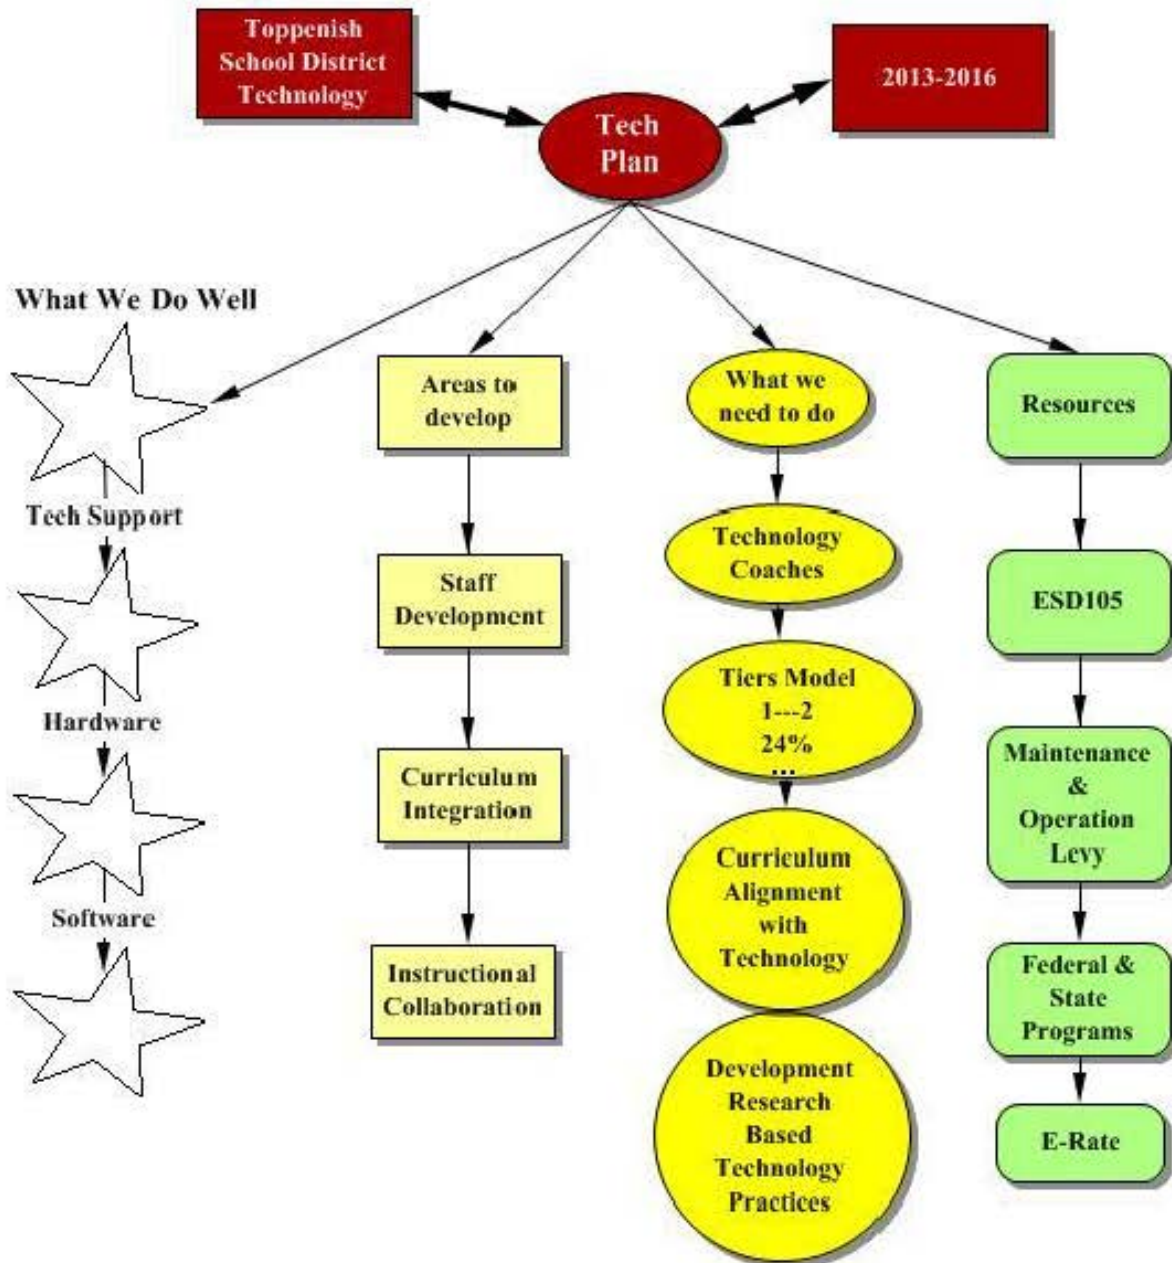 Toppenish
School District
Technology
2013-2016
Tech
Plan
What We Do Well
Tech Support
Hardware
Software
Areas to
develop
Staff
Development
Curriculum
Integration
Instructional
Collaboration
What we
need to do
Technology
Coaches
Tiers Model
1---2
24%
...
Curriculum
Alignment
with
Technology
Development
Research
Based
Technology
Practices
Resources
ESD105
Maintenance
&
Operation
Levy
Federal &
State
Programs
E-Rate